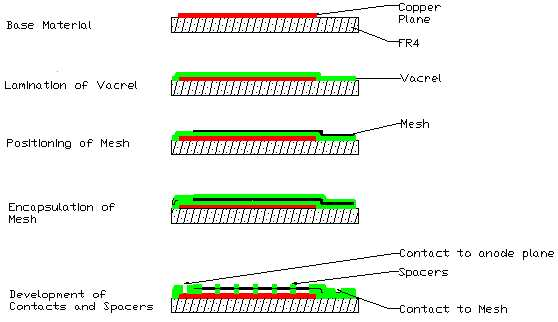 Base Material
Copper
Plane
FR4
Lamination of Vacrel
Vacrel
Positioning of Mesh
Mesh
Encapsulation of
Mesh
Development of
Contacts and Spacers
Contact to anode plane
Spacers
Contact to Mesh